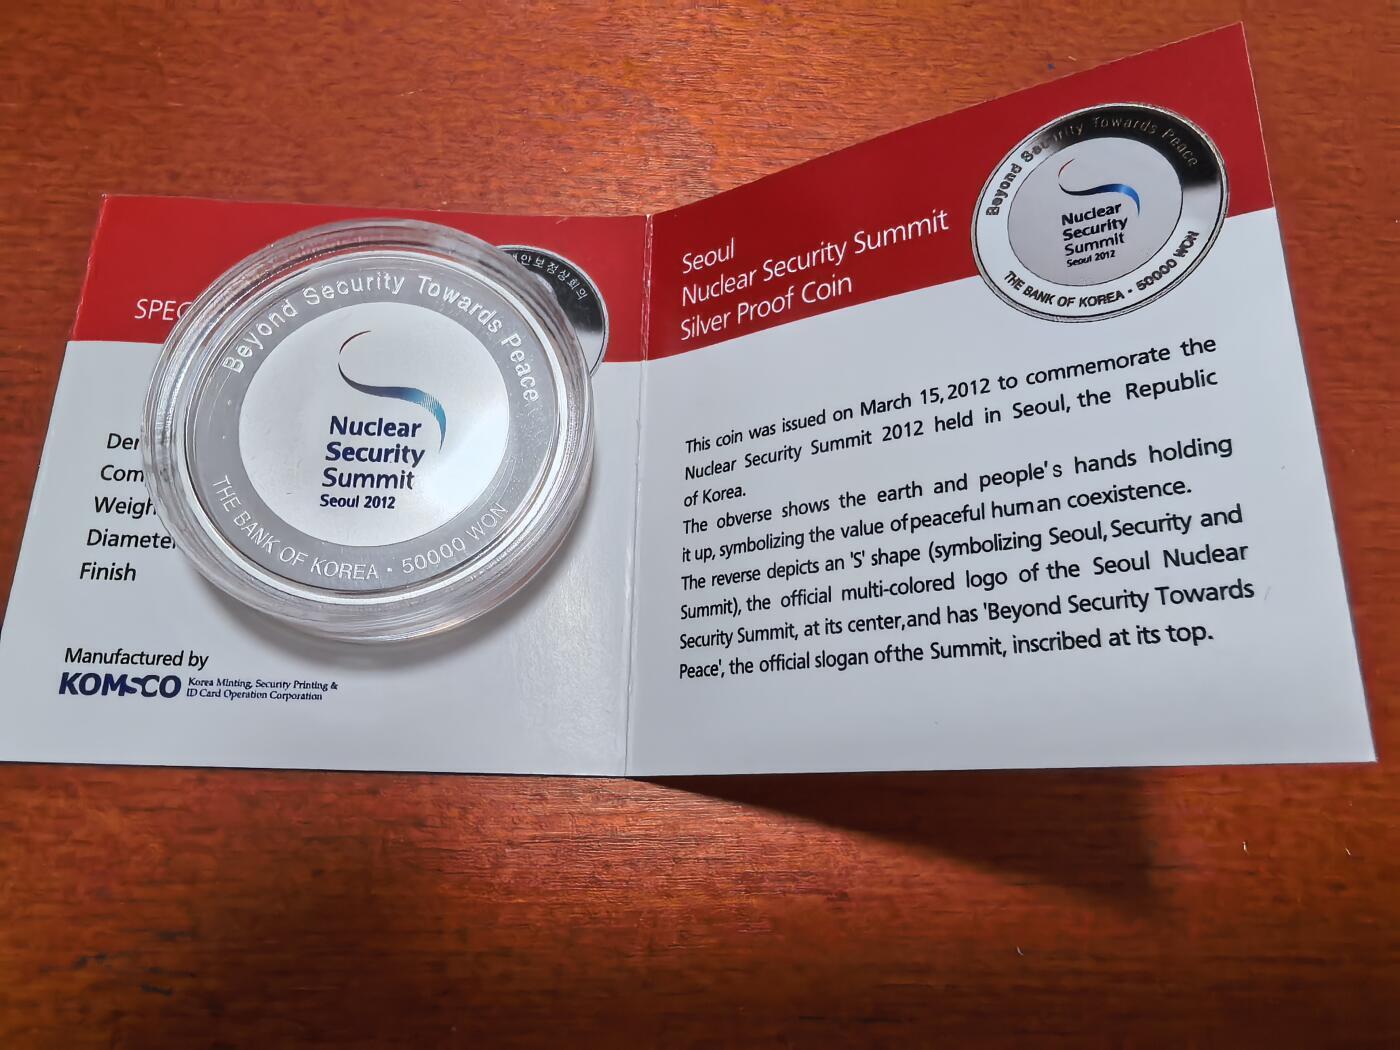 SPEC
Den
Com
Weigh
Diameter
Finish
Manufactured by
KOMSCO Korea Minting, Security Printing &
ID Card Operation Corporation
Beyond Security Towards Peace
Nuclear
Security
Summit
Seoul 2012
THE BANK OF KOREA • 50000 WON
안보정상회의
Seoul
Nuclear Security Summit
Silver Proof Coin
Beyond Security Towards Peace
Nuclear
Security
Summit
Seoul 2012
THE BANK OF KOREA • 50000 WON
This coin was issued on March 15, 2012 to commemorate the
Nuclear Security Summit 2012 held in Seoul, the Republic
of Korea.
The obverse shows the earth and people's hands holding
it up, symbolizing the value of peaceful human coexistence.
The reverse depicts an 'S' shape (symbolizing Seoul, Security and
Summit), the official multi-colored logo of the Seoul Nuclear
Security Summit, at its center, and has 'Beyond Security Towards
Peace', the official slogan of the Summit, inscribed at its top.